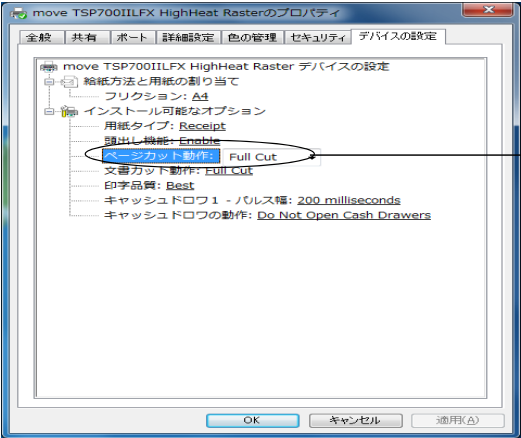 move TSP700IILFX HighHeat Rasterのプロパティ
全般 共有 ポート 詳細設定 色の管理 セキュリティ デバイスの設定
move TSP700IILFX HighHeat Raster デバイスの設定
給紙方法と用紙の割り当て
フリクション: A4
インストール可能なオプション
用紙タイプ: Receipt
頭出し機能: Enable
ページカット動作: Full Cut
文書カット動作: Full Cut
印字品質: Best
キャッシュドロワ1 - パルス幅: 200 milliseconds
キャッシュドロワの動作: Do Not Open Cash Drawers
OK キャンセル 適用(A)